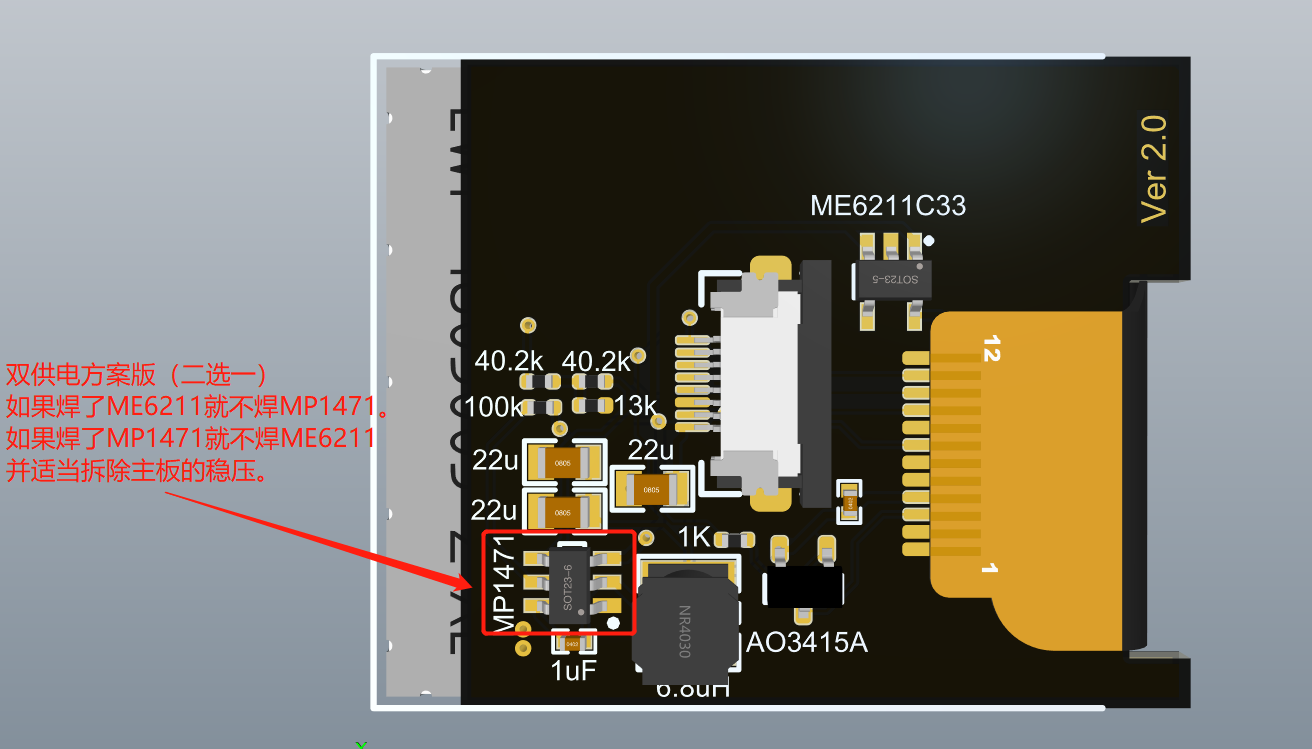 Ver 2.0
ME6211C33
SOT23-5
12
40.2k 40.2k
100k 13k
双供电方案版（二选一）
如果焊了ME6211就不焊MP1471。
如果焊了MP1471就不焊ME6211
并适当拆除主板的稳压。
22u 0805
22u
0805
22u 0805
1K
MP1471
SOT23-6
1
NR4030
AO3415A
1uF
6.8uH